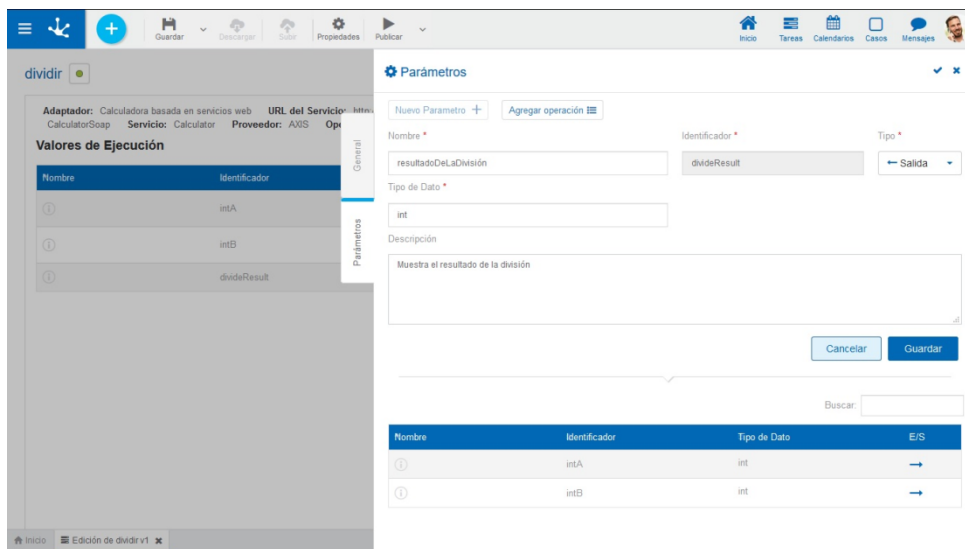 Guardar
Descargar
Subir
Propiedades
Publicar
Inicio
Tareas
Calendarios
Casos
Mensajes
dividir
Adaptador: Calculadora basada en servicios web URL del Servicio: http:
CalculatorSoap Servicio: Calculator Proveedor: AXIS Ope
Valores de Ejecución
Nombre Identificador
intA
intB
divideResult
General
Parámetros
Parámetros
Nuevo Parametro
Agregar operación
Nombre * Identificador * Tipo *
resultadoDeLaDivisión divideResult Salida
Tipo de Dato *
int
Descripción
Muestra el resultado de la división
Cancelar Guardar
Buscar:
Nombre Identificador Tipo de Dato E/S
intA int
intB int
Inicio Edición de dividir v1